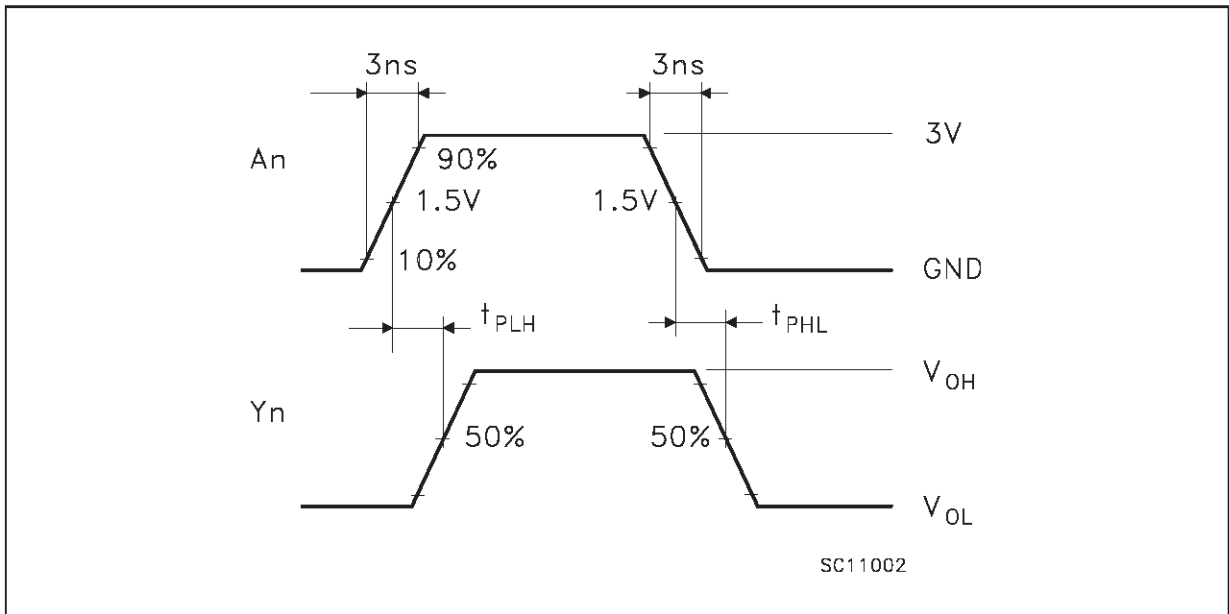 3ns 3ns
3V
An
90%
1.5V 1.5V
10%
GND
tPLH tPHL
VOH
Yn
50% 50%
VOL
SC11002